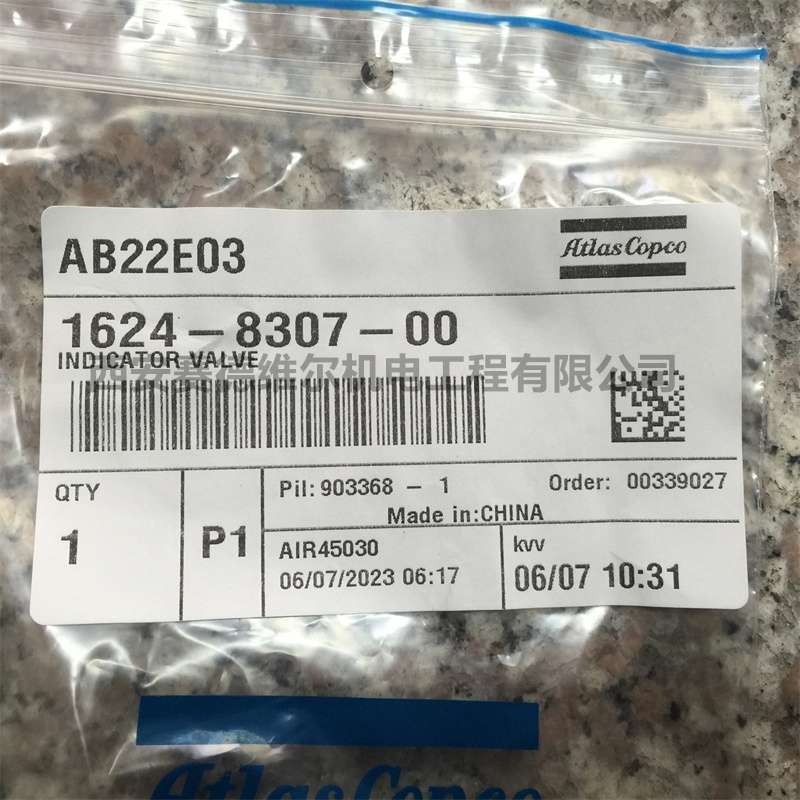 AB22E03
Atlas Copco
1624-8307-00
INDICATOR VALVE
西安赛德维尔机电工程有限公司
QTY
1
P1
Pil: 903368 - 1
Order: 00339027
Made in:CHINA
AIR45030
06/07/2023 06:17
kvv
06/07 10:31
Atlas Copco